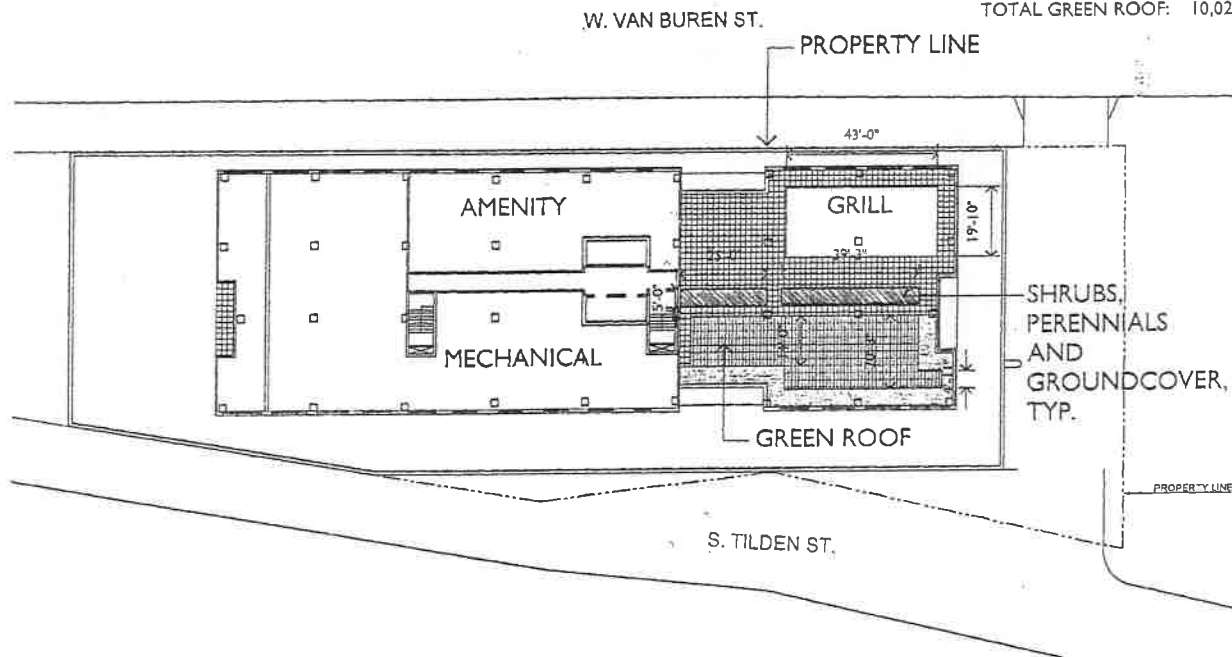 W. VAN BUREN ST.
TOTAL GREEN ROOF: 10,02
PROPERTY LINE
43'-0"
AMENITY
GRILL
19'-10"
25'-0"
39'-3"
5'-0"
SHRUBS,
PERENNIALS
AND
GROUNDCOVER,
TYP.
MECHANICAL
GREEN ROOF
PROPERTY LINE
S. TILDEN ST.